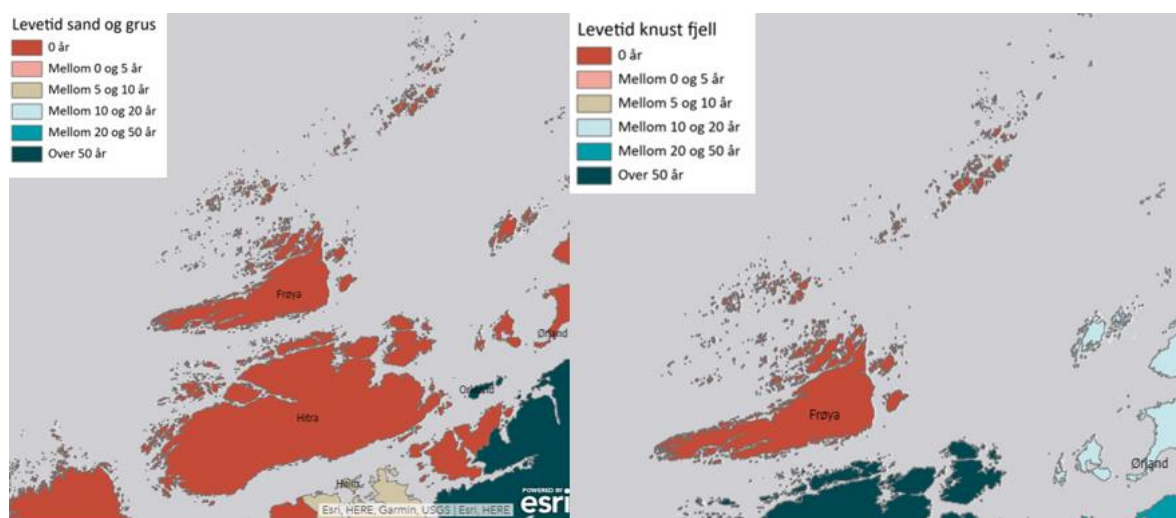 Levetid sand og grus
0 år
Mellom 0 og 5 år
Mellom 5 og 10 år
Mellom 10 og 20 år
Mellom 20 og 50 år
Over 50 år
Frøya
Ørland
Hitra
Heim
POWERED BY
esri
Esri, HERE, Garmin, USGS | Esri, HERE
Levetid knust fjell
0 år
Mellom 0 og 5 år
Mellom 5 og 10 år
Mellom 10 og 20 år
Mellom 20 og 50 år
Over 50 år
Frøya
Ørland